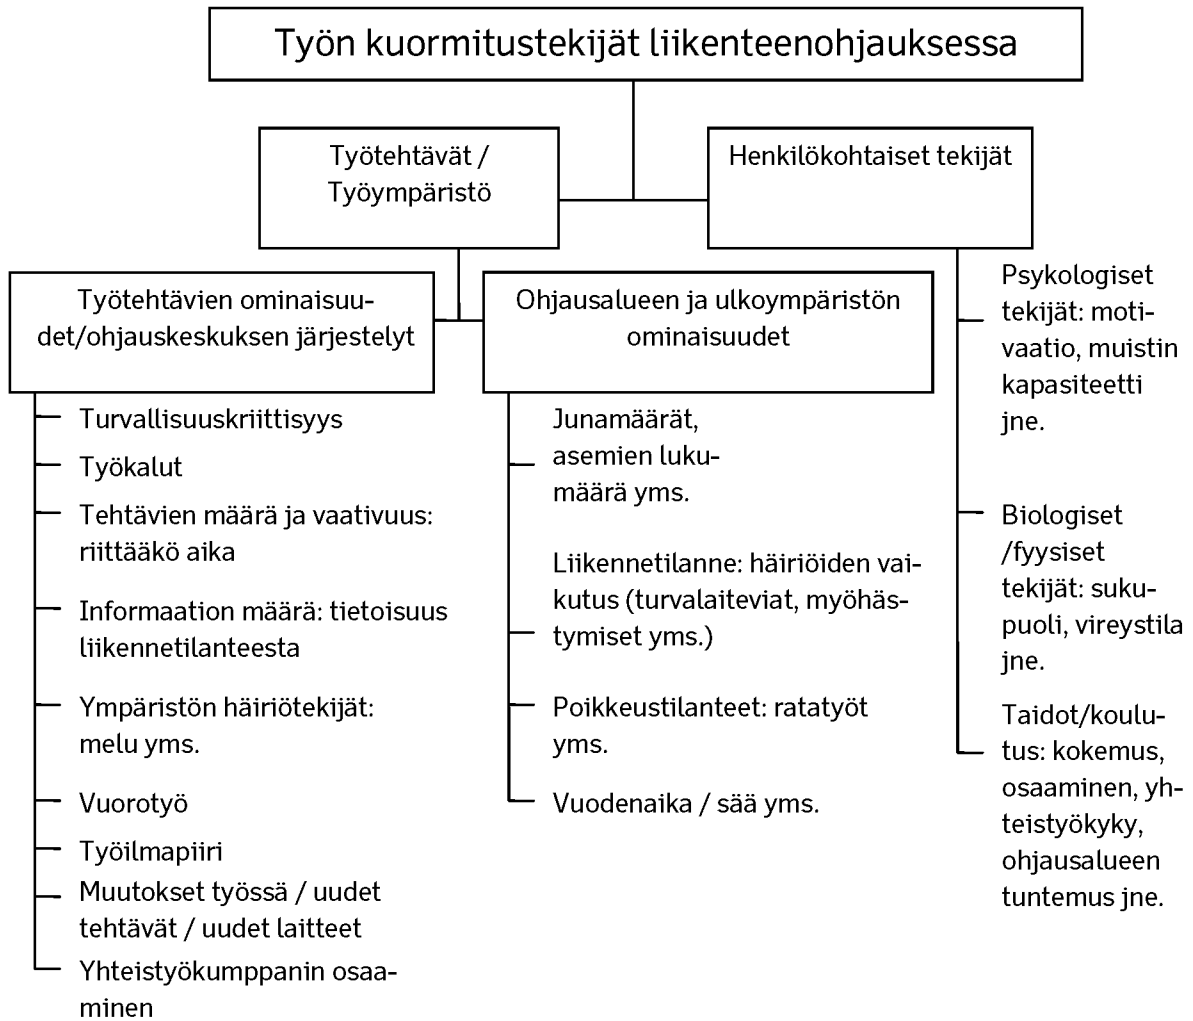 Työn kuormitustekijät liikenteenohjauksessa
Työtehtävät /
Työympäristö
Henkilökohtaiset tekijät
Työtehtävien ominaisuu-
det/ohjauskeskuksen järjestelyt
Turvallisuuskriittisyys
Työkalut
Tehtävien määrä ja vaativuus:
riittääkö aika
Informaation määrä: tietoisuus
liikennetilanteesta
Ympäristön häiriötekijät:
melu yms.
Vuorotyö
Työilmapiiri
Muutokset työssä / uudet
tehtävät / uudet laitteet
Yhteistyökumppanin osaa-
minen
Ohjausalueen ja ulkoympäristön
ominaisuudet
Junamäärät,
asemien luku-
määrä yms.
Liikennetilanne: häiriöiden vai-
kutus (turvalaiteviat, myöhäs-
tymiset yms.)
Poikkeustilanteet: ratatyöt
yms.
Vuodenaika / sää yms.
Psykologiset
tekijät: moti-
vaatio, muistin
kapasiteetti
jne.
Biologiset
/fyysiset
tekijät: suku-
puoli, vireystila
jne.
Taidot/koulu-
tus: kokemus,
osaaminen, yh-
teistyökyky,
ohjausalueen
tuntemus jne.